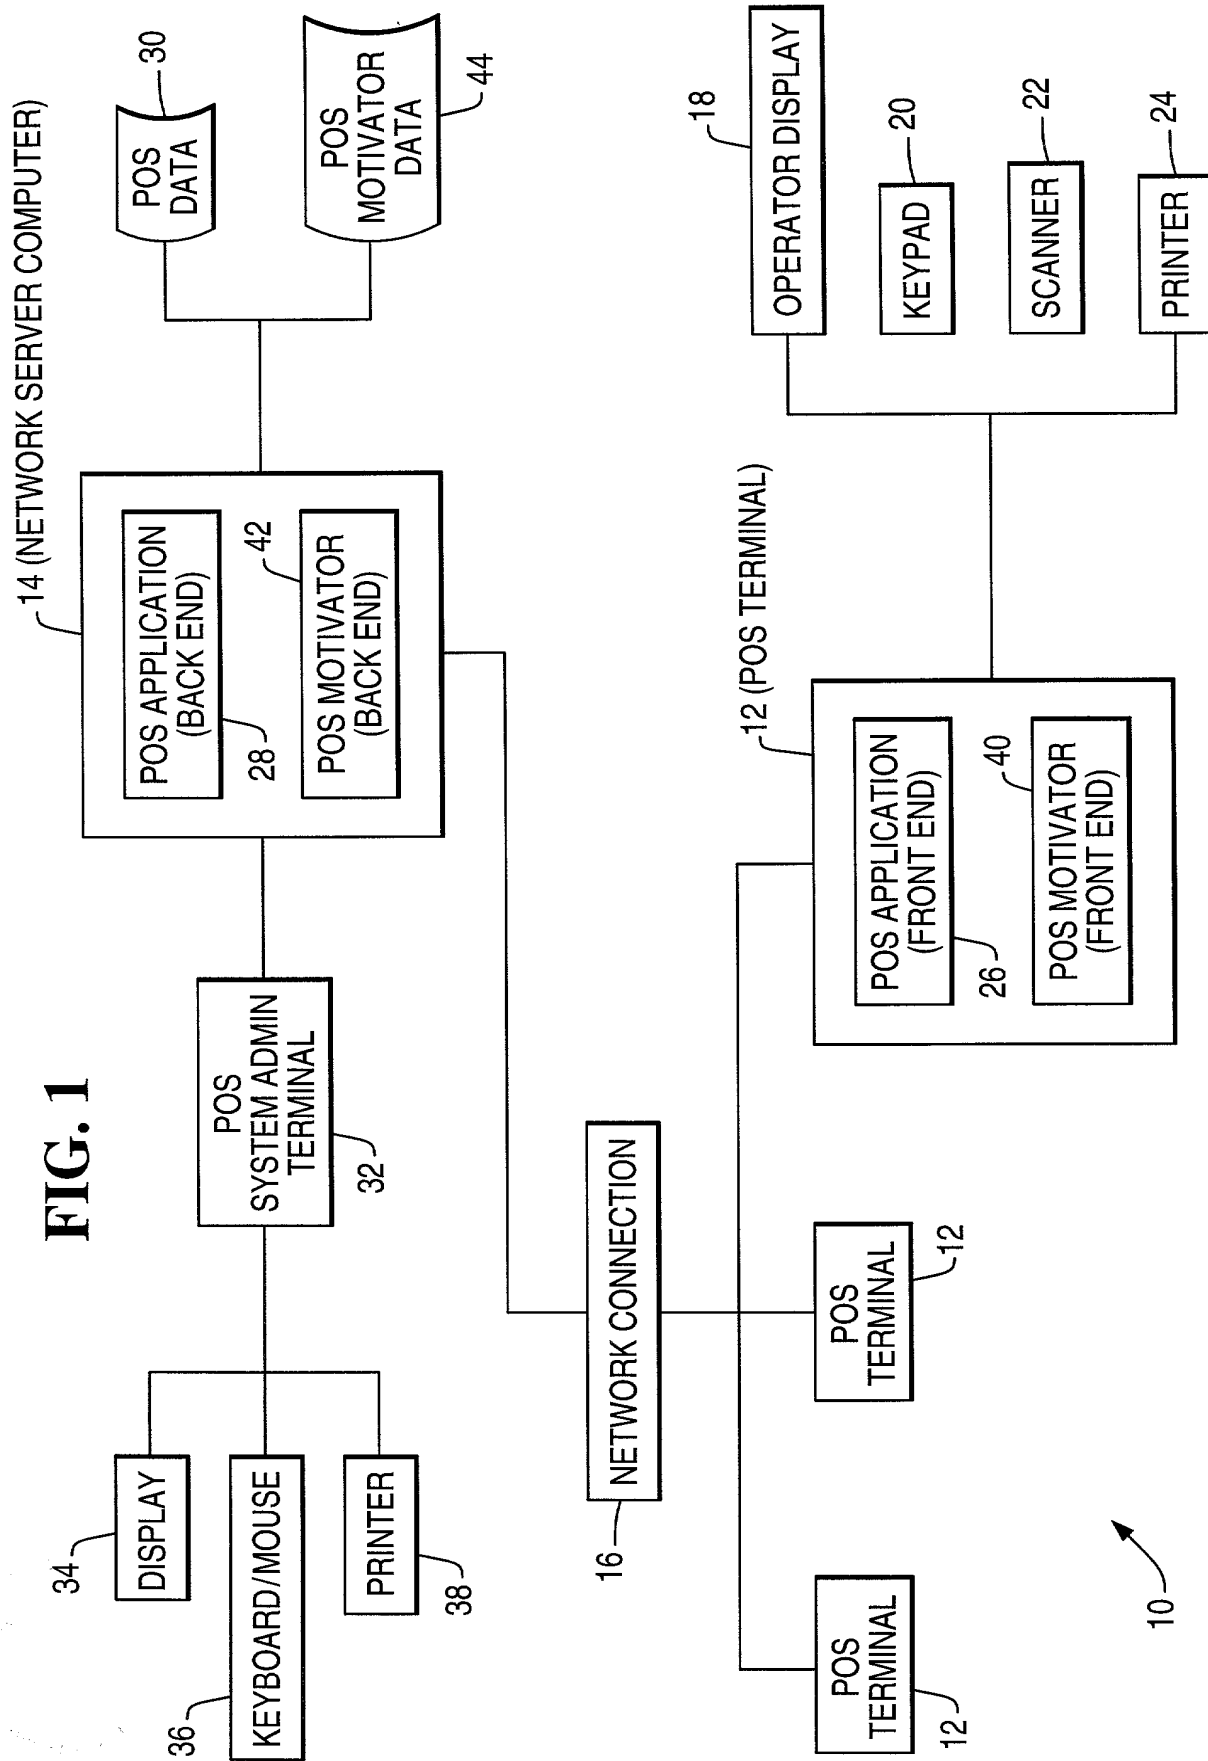 FIG. 1
34
DISPLAY
36
KEYBOARD/MOUSE
PRINTER
38
POS
SYSTEM ADMIN
TERMINAL
32
14 (NETWORK SERVER COMPUTER)
POS APPLICATION
(BACK END)
28
42
POS MOTIVATOR
(BACK END)
POS
DATA
30
POS
MOTIVATOR
DATA
44
16
NETWORK CONNECTION
POS
TERMINAL
12
POS
TERMINAL
12
12 (POS TERMINAL)
POS APPLICATION
(FRONT END)
26
40
POS MOTIVATOR
(FRONT END)
18
OPERATOR DISPLAY
20
KEYPAD
22
SCANNER
24
PRINTER
10